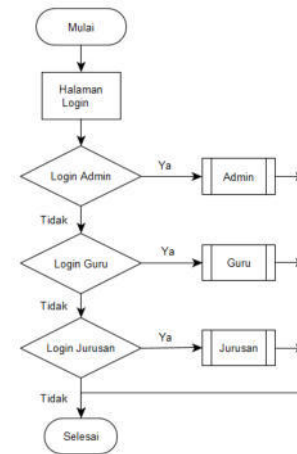 Mulai
Halaman
Login
Login Admin
Ya
Admin
Tidak
Login Guru
Ya
Guru
Tidak
Login Jurusan
Ya
Jurusan
Tidak
Selesai